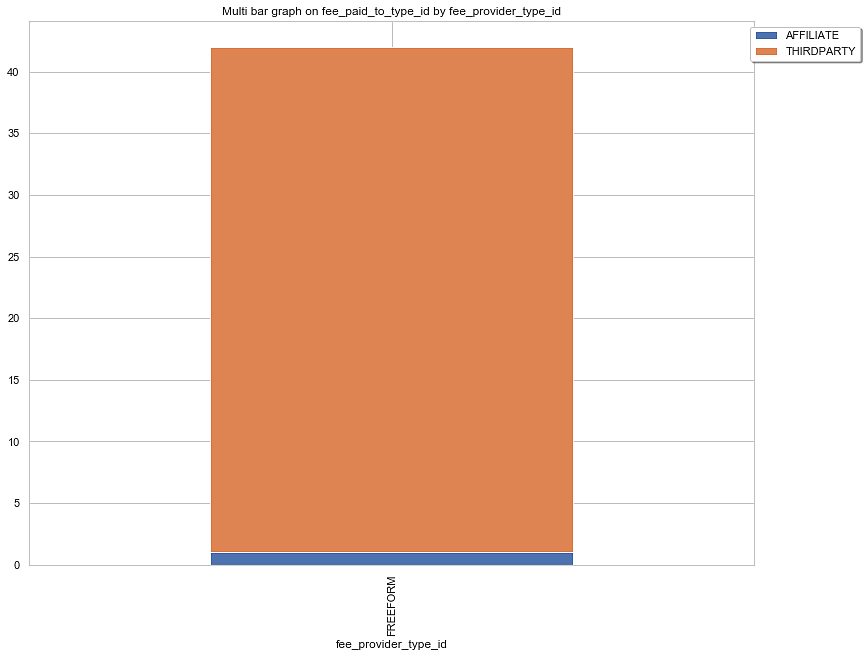 Multi bar graph on fee_paid_to_type_id by fee_provider_type_id
AFFILIATE
THIRDPARTY
40
35
30
25
20
15
10
5
0
FREEFORM
fee_provider_type_id